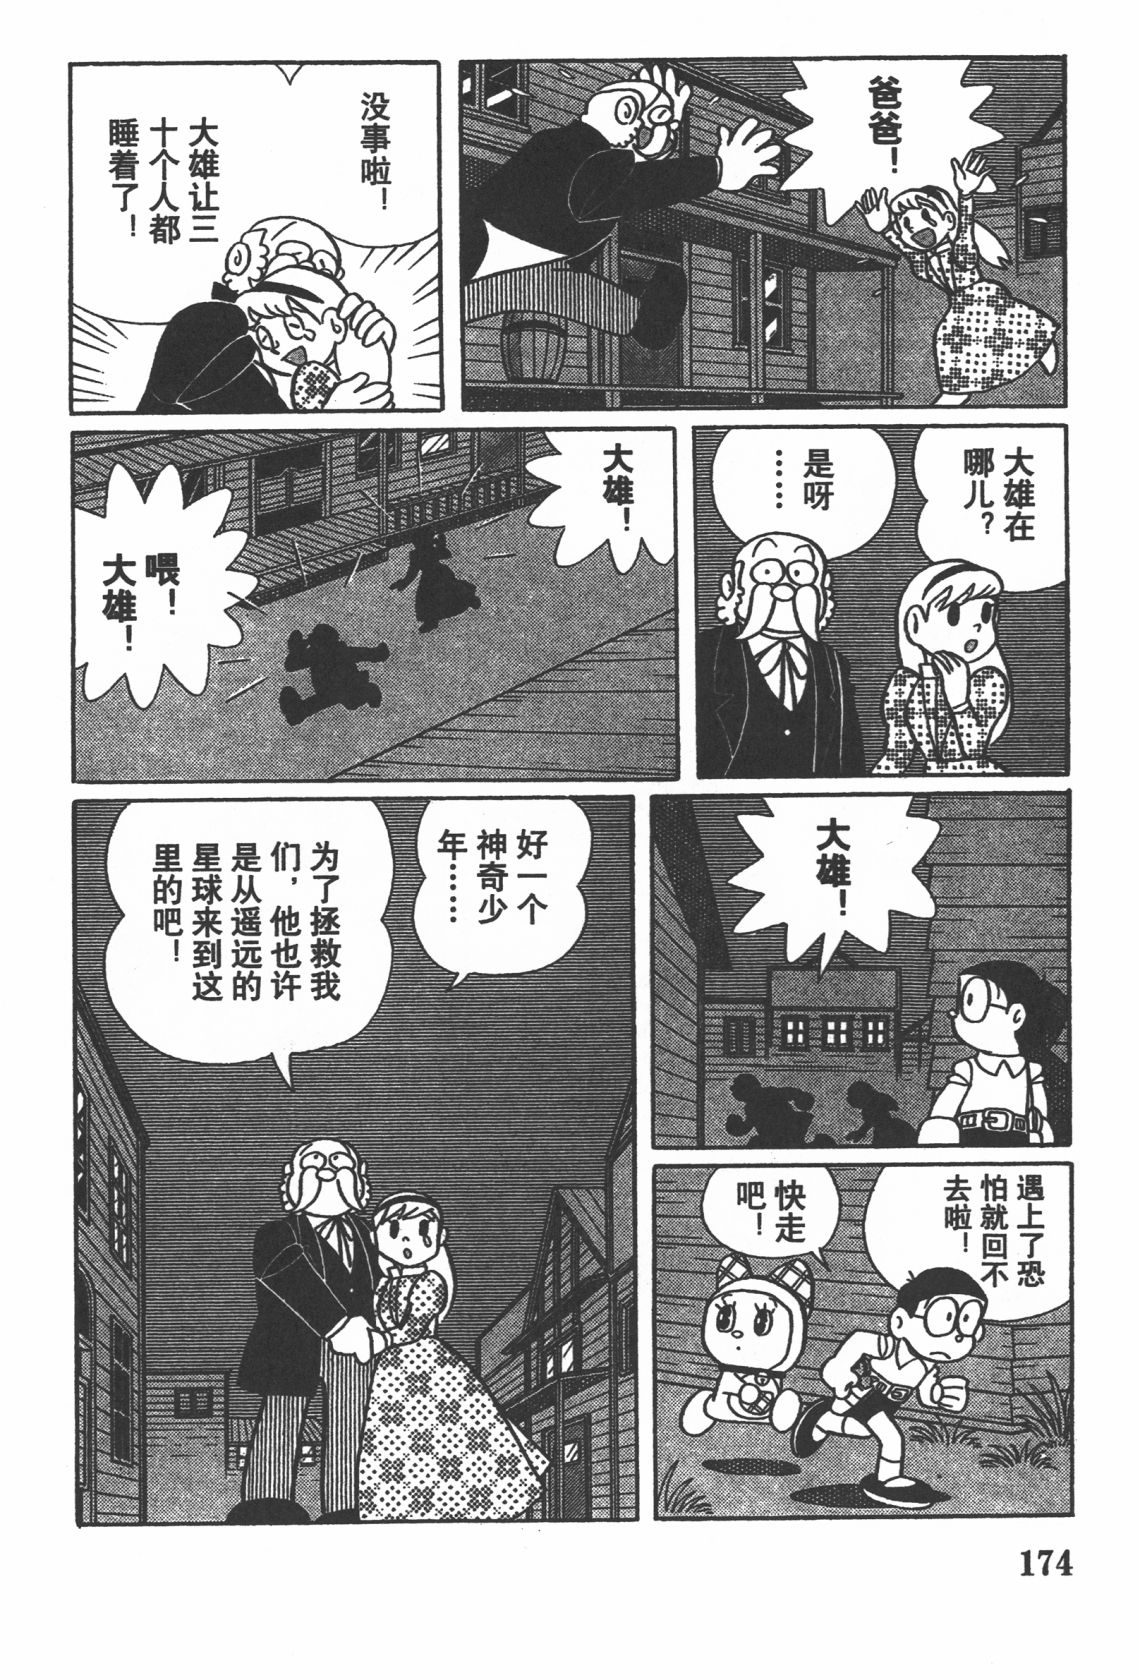 爸爸！
没事啦！
大雄让三
十个人都
睡着了！
大雄在
哪儿？
是呀
……
大雄！
喂！
大雄！
大雄！
遇上了恐
怕就回不
去啦！
快走
吧！
好一个
神奇少
年……
为了拯救我
们，他也许
是从遥远的
星球来到这
里的吧！
174